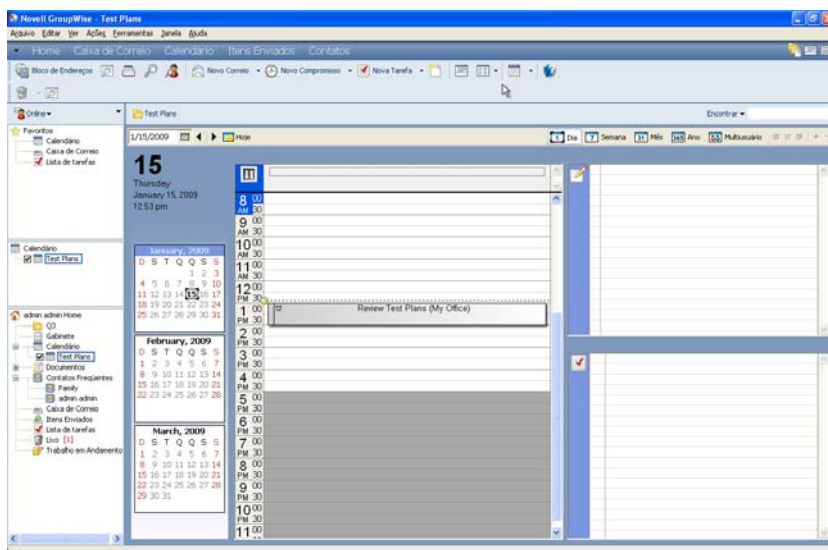 Novell GroupWise - Test Plans
Arquivo Editar Ver Ações Ferramentas Janela Ajuda
Home Caixa de Correio Calendário Itens Enviados Contatos
Bloco de Endereços Novo Correio Novo Compromisso Nova Tarefa
Online Test Plans Encontrar
Favoritos
Calendário
Caixa de Correio
Lista de tarefas
1/15/2009 Hoje 1 Dia 7 Semana 31 Mês 365 Ano Multiusuário
15
Thursday
January 15, 2009
12:53 pm
Calendário
Test Plans
January, 2009
D S T Q Q S S
1 2 3
4 5 6 7 8 9 10
11 12 13 14 15 16 17
18 19 20 21 22 23 24
25 26 27 28 29 30 31
February, 2009
D S T Q Q S S
1 2 3 4 5 6 7
8 9 10 11 12 13 14
15 16 17 18 19 20 21
22 23 24 25 26 27 28
March, 2009
D S T Q Q S S
1 2 3 4 5 6 7
8 9 10 11 12 13 14
15 16 17 18 19 20 21
22 23 24 25 26 27 28
29 30 31
8 00
AM 30
9 00
AM 30
10 00
AM 30
11 00
AM 30
12 00
PM 30
1 00
PM 30
Review Test Plans (My Office)
2 00
PM 30
3 00
PM 30
4 00
PM 30
5 00
PM 30
6 00
PM 30
7 00
PM 30
8 00
PM 30
9 00
PM 30
10 00
PM 30
11 00
admin admin Home
Q3
Gabinete
Calendário
Test Plans
Documentos
Contatos Freqüentes
Family
admin admin
Caixa de Correio
Itens Enviados
Lista de tarefas
Lixo [1]
Trabalho em Andamento